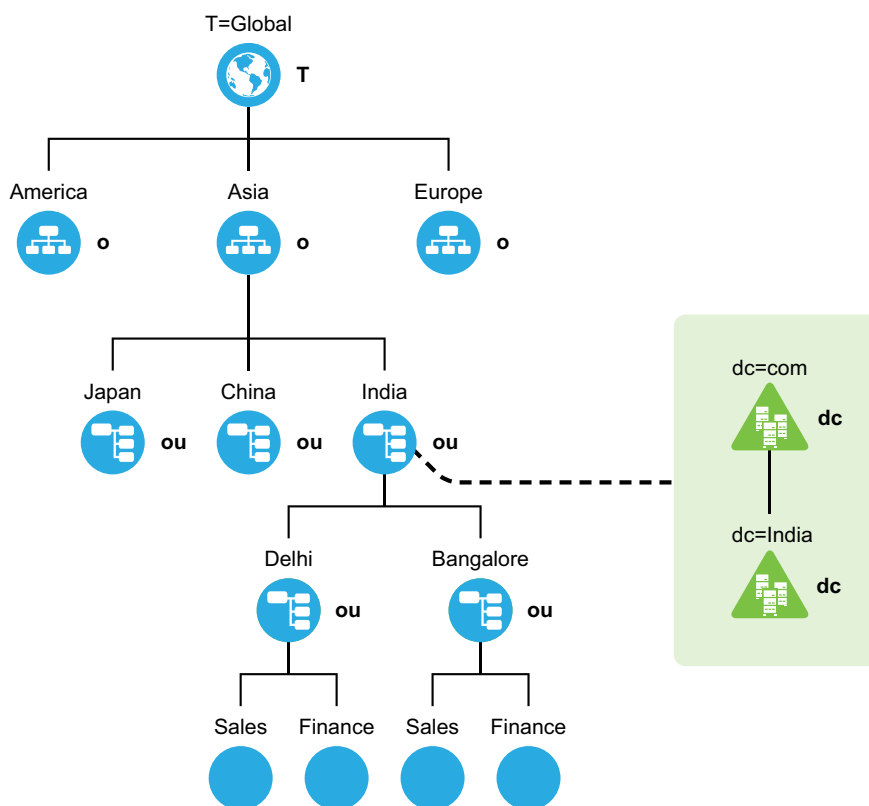 T=Global
T
America
Asia
Europe
o
o
o
Japan
China
India
ou
ou
ou
dc=com
dc
dc=India
dc
Delhi
Bangalore
ou
ou
Sales
Finance
Sales
Finance